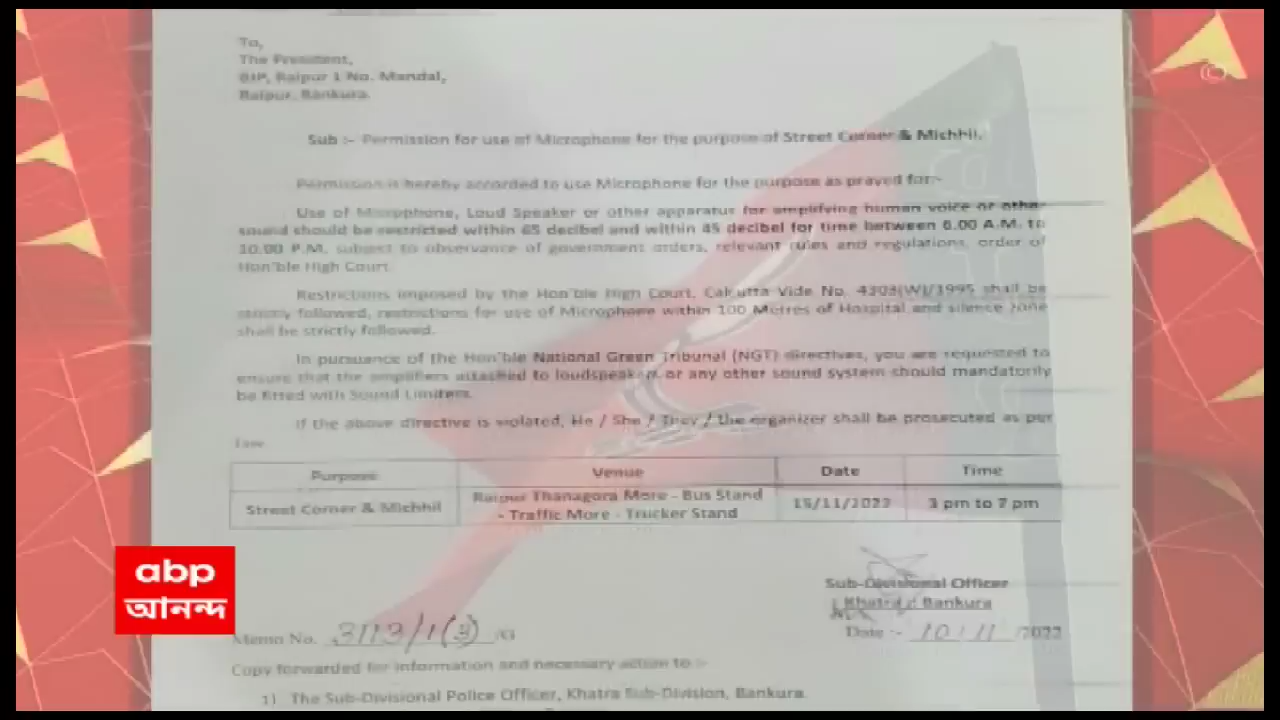 To,
The President,
BJP, Raipur 1 No. Mandal,
Raipur, Bankura.
Sub :- Permission for use of Microphone for the purpose of Street Corner & Michhil.
Permission is hereby accorded to use Microphone for the purpose as prayed for:-
Use of Microphone, Loud Speaker or other apparatus for amplifying human voice or other
sound should be restricted within 65 decibel and within 45 decibel for time between 6.00 A.M. to
10.00 P.M. subject to observance of government orders, relevant rules and regulations, order of
Hon'ble High Court.
Restrictions imposed by the Hon'ble High Court, Calcutta Vide No. 4303(W)/1995 shall be
strictly followed, restrictions for use of Microphone within 100 Metres of Hospital and silence zone
shall be strictly followed.
In pursuance of the Hon'ble National Green Tribunal (NGT) directives, you are requested to
ensure that the amplifiers attached to loudspeakers or any other sound system should mandatorily
be fitted with Sound Limiters.
If the above directive is violated, He / She / They / the organizer shall be prosecuted as per
law
Purpose Venue Date Time
Street Corner & Michhil Raipur Thanagora More - Bus Stand - Traffic More - Trucker Stand 15/11/2022 3 pm to 7 pm
Sub-Divisional Officer
Khatra :: Bankura
Memo No. 3113/1(3) /G
Date :- 10/11 /2022
Copy forwarded for information and necessary action to :-
1) The Sub-Divisional Police Officer, Khatra Sub-Division, Bankura.
abp
আনন্দ
©